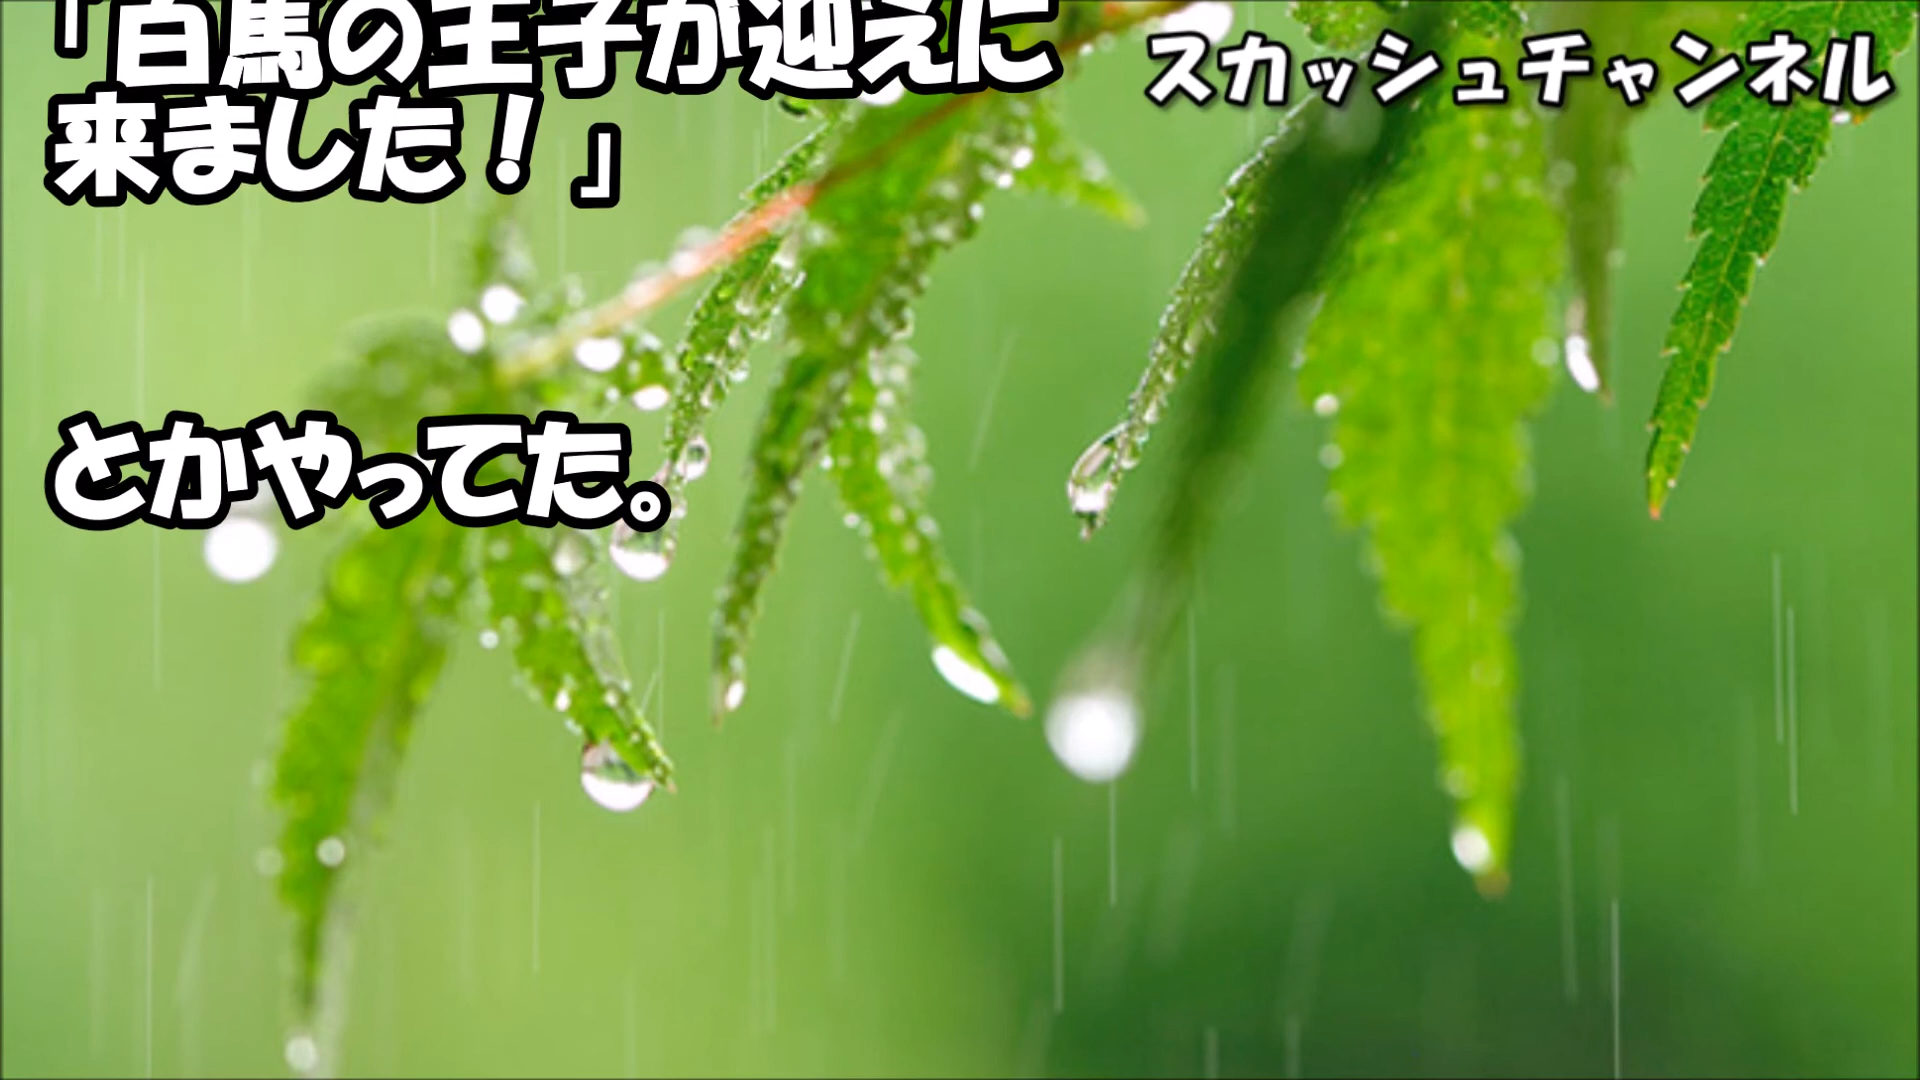 「白馬の王子が迎えに
来ました！」
とかやってた。
スカッシュチャンネル